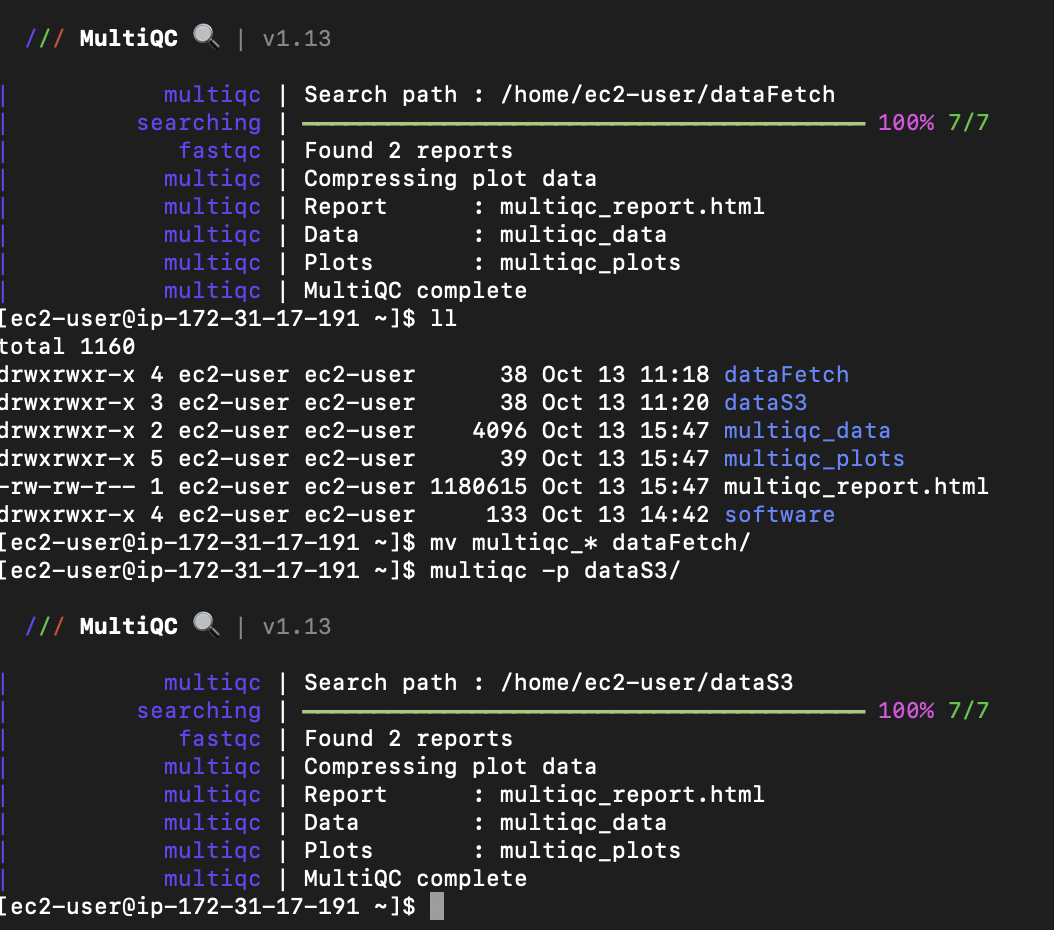 /// MultiQC 🔍 | v1.13
| multiqc | Search path : /home/ec2-user/dataFetch
| searching | ━━━━━━━━━━━━━━━━━━━━━━━━━━━━━━━━━━━━━━━━ 100% 7/7
| fastqc | Found 2 reports
| multiqc | Compressing plot data
| multiqc | Report : multiqc_report.html
| multiqc | Data : multiqc_data
| multiqc | Plots : multiqc_plots
| multiqc | MultiQC complete
[ec2-user@ip-172-31-17-191 ~]$ ll
total 1160
drwxrwxr-x 4 ec2-user ec2-user 38 Oct 13 11:18 dataFetch
drwxrwxr-x 3 ec2-user ec2-user 38 Oct 13 11:20 dataS3
drwxrwxr-x 2 ec2-user ec2-user 4096 Oct 13 15:47 multiqc_data
drwxrwxr-x 5 ec2-user ec2-user 39 Oct 13 15:47 multiqc_plots
-rw-rw-r-- 1 ec2-user ec2-user 1180615 Oct 13 15:47 multiqc_report.html
drwxrwxr-x 4 ec2-user ec2-user 133 Oct 13 14:42 software
[ec2-user@ip-172-31-17-191 ~]$ mv multiqc_* dataFetch/
[ec2-user@ip-172-31-17-191 ~]$ multiqc -p dataS3/
/// MultiQC 🔍 | v1.13
| multiqc | Search path : /home/ec2-user/dataS3
| searching | ━━━━━━━━━━━━━━━━━━━━━━━━━━━━━━━━━━━━━━━━ 100% 7/7
| fastqc | Found 2 reports
| multiqc | Compressing plot data
| multiqc | Report : multiqc_report.html
| multiqc | Data : multiqc_data
| multiqc | Plots : multiqc_plots
| multiqc | MultiQC complete
[ec2-user@ip-172-31-17-191 ~]$